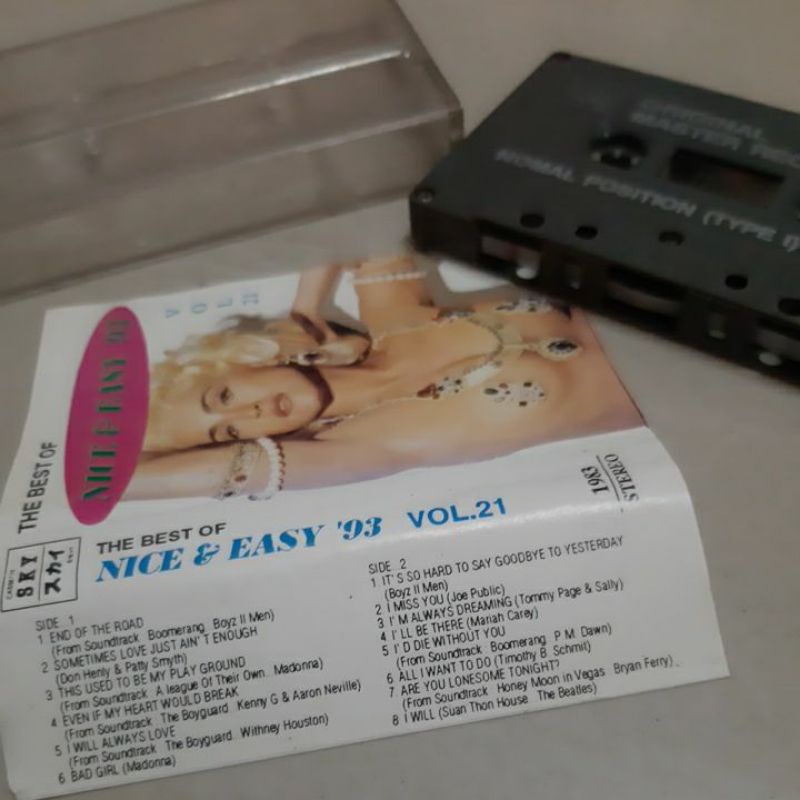 ORIGINAL
MASTER
NOMAL POSITION (TYPE I)
VOL 21
NICE & EASY '93
THE BEST OF
SKY
スカイ
1983
STEREO
THE BEST OF
NICE & EASY '93 VOL.21
SIDE 1
1 END OF THE ROAD
(From Soundtrack Boomerang Boyz II Men)
2 SOMETIMES LOVE JUST AIN'T ENOUGH
(Don Henly & Patty Smyth)
3 THIS USED TO BE MY PLAY GROUND
(From Soundtrack A league Of Their Own Madonna)
4 EVEN IF MY HEART WOULD BREAK
(From Soundtrack The Boyguard Kenny G & Aaron Neville)
5 I WILL ALWAYS LOVE
(From Soundtrack The Boyguard Withney Houston)
6 BAD GIRL (Madonna)
SIDE 2
1 IT'S SO HARD TO SAY GOODBYE TO YESTERDAY
(Boyz II Men)
2 I MISS YOU (Joe Public)
3 I'M ALWAYS DREAMING (Tommy Page & Sally)
4 I'LL BE THERE (Mariah Carey)
5 I'D DIE WITHOUT YOU
(From Soundtrack Boomerang P.M. Dawn)
6 ALL I WANT TO DO (Timothy B. Schmit)
7 ARE YOU LONESOME TONIGHT?
(From Soundtrack Honey Moon in Vegas Bryan Ferry)
8 I WILL (Suan Thon House The Beatles)